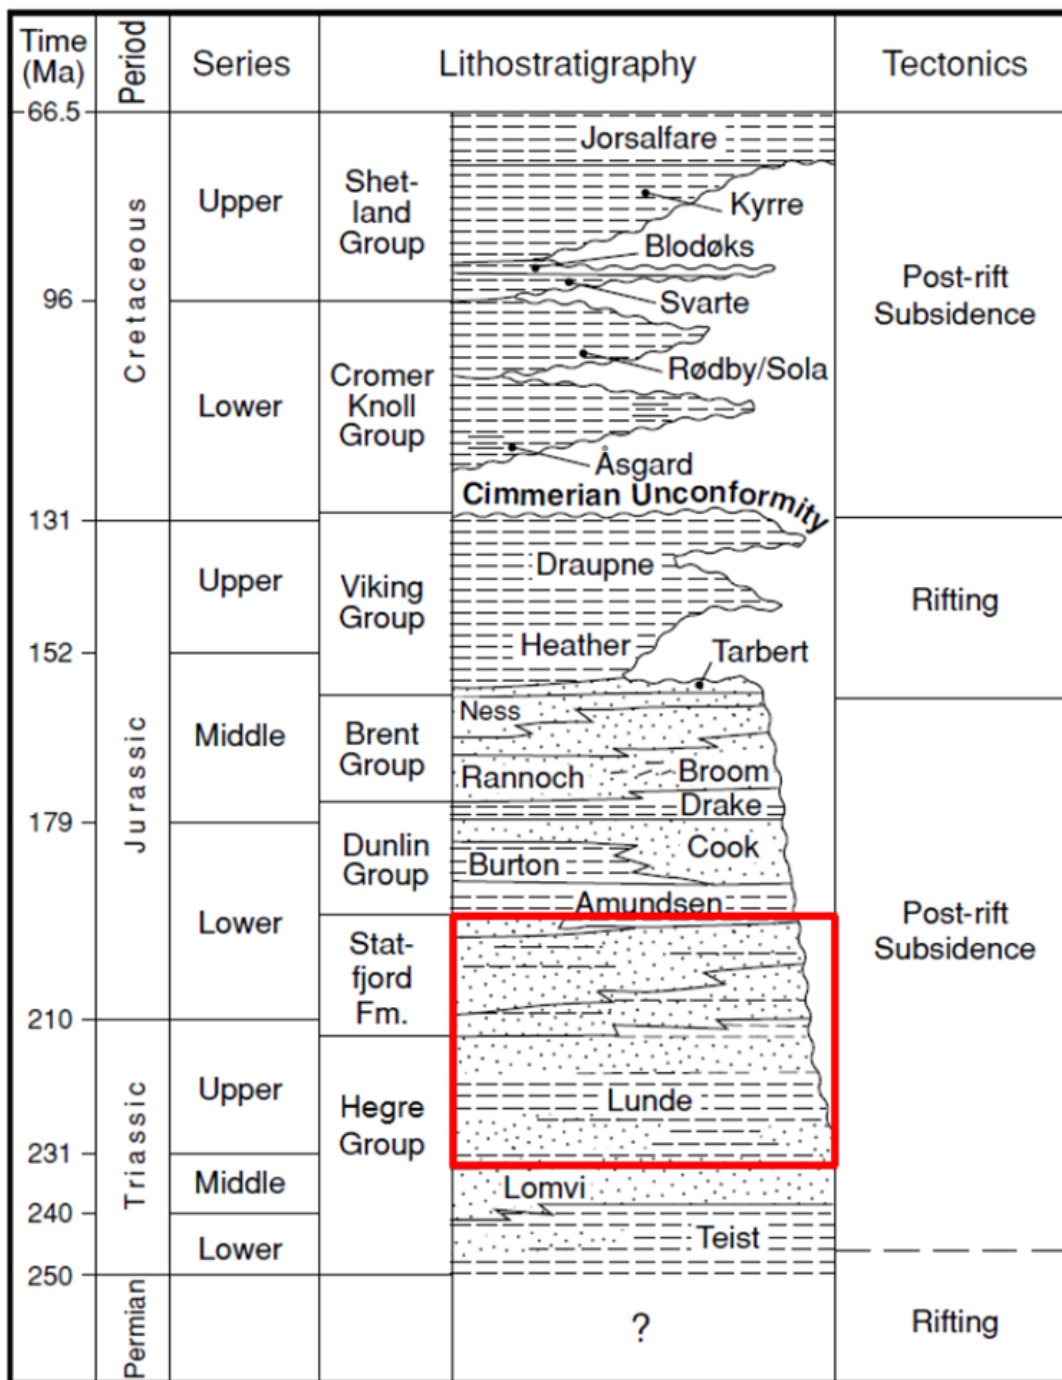 Time
(Ma)
Period
Series
Lithostratigraphy
Tectonics
66.5
96
131
152
179
210
231
240
250
Cretaceous
Jurassic
Triassic
Permian
Upper
Lower
Upper
Middle
Lower
Upper
Middle
Lower
Shet-
land
Group
Cromer
Knoll
Group
Viking
Group
Brent
Group
Dunlin
Group
Stat-
fjord
Fm.
Hegre
Group
Jorsalfare
Kyrre
Blodøks
Svarte
Rødby/Sola
Åsgard
Cimmerian Unconformity
Draupne
Heather
Tarbert
Ness
Rannoch
Broom
Drake
Cook
Burton
Amundsen
Lunde
Lomvi
Teist
?
Post-rift
Subsidence
Rifting
Post-rift
Subsidence
Rifting